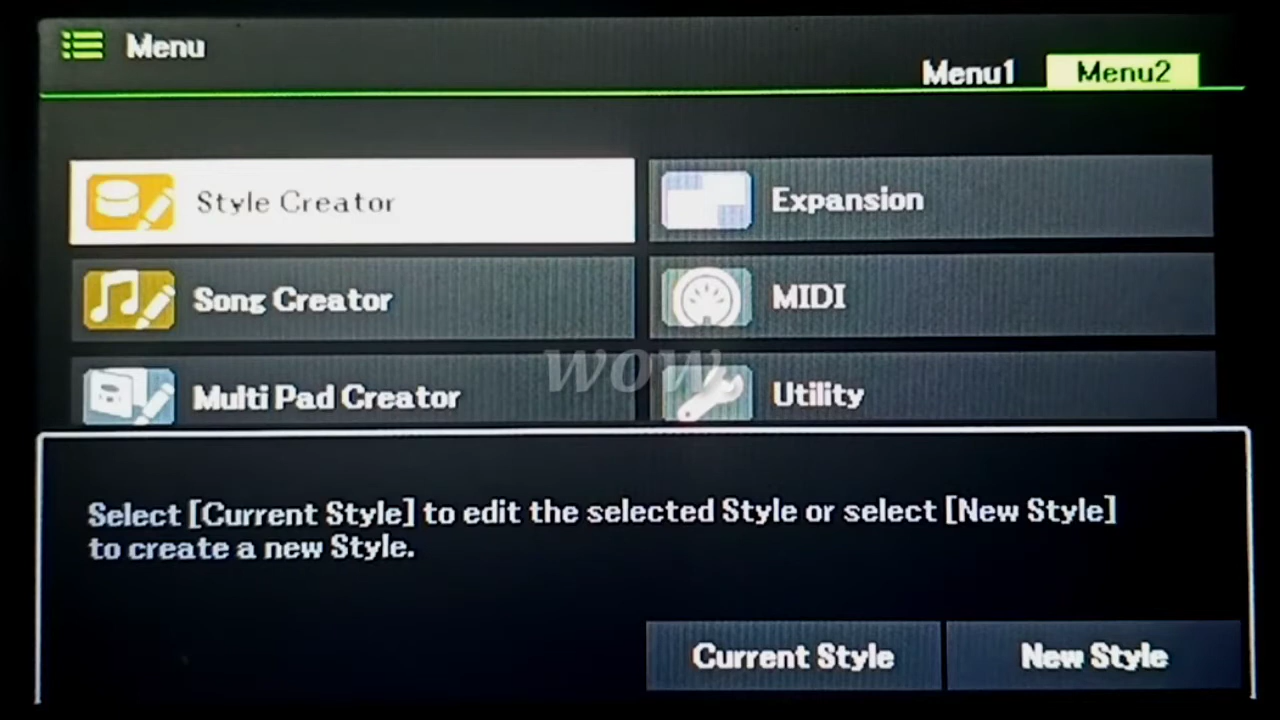 Menu
Menu1
Menu2
Style Creator
Expansion
Song Creator
MIDI
wow
Multi Pad Creator
Utility
Select [Current Style] to edit the selected Style or select [New Style]
to create a new Style.
Current Style
New Style